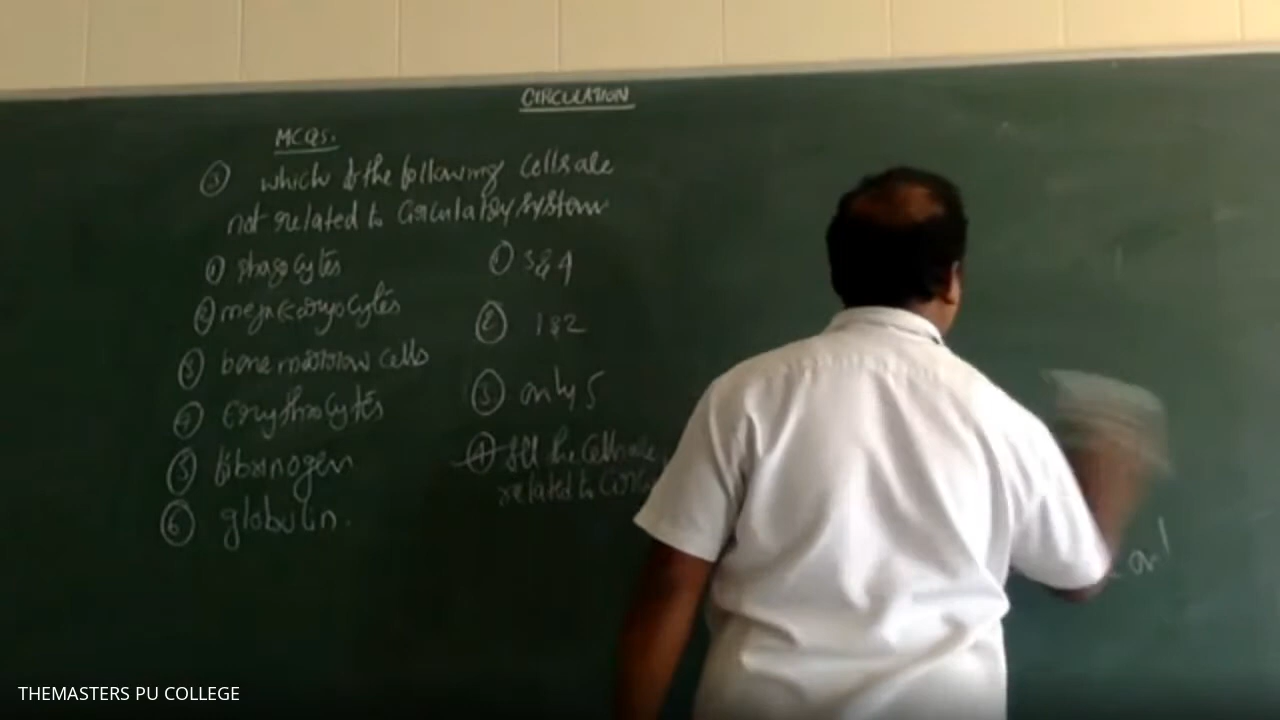 CIRCULATION
MCQs.
③ which of the following cells are
not related to Circulatory system
① phagocytes
② megakaryocytes
③ bone marrow cells
④ erythrocytes
⑤ fibrinogen
⑥ globulin.
① 3 & 4
② 1 & 2
③ only 5
④ All the cells are
related to
THEMASTERS PU COLLEGE